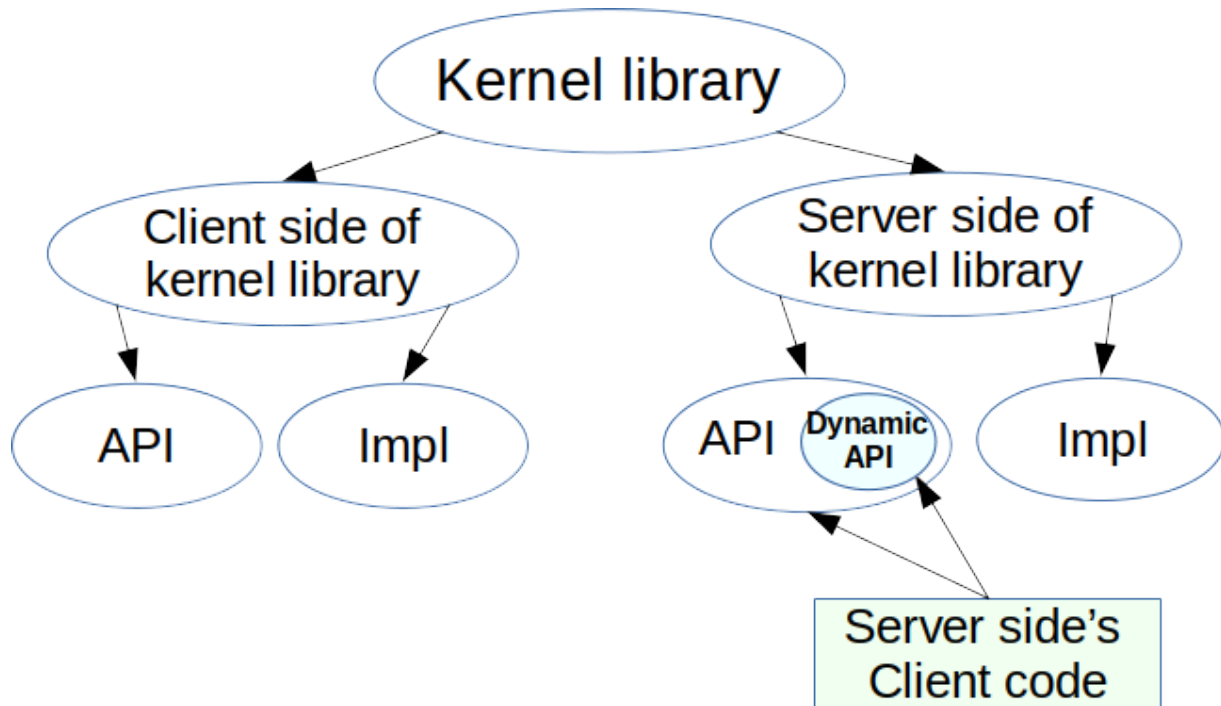 Kernel library
Client side of
kernel library
Server side of
kernel library
API
Impl
API
Dynamic
API
Impl
Server side’s
Client code